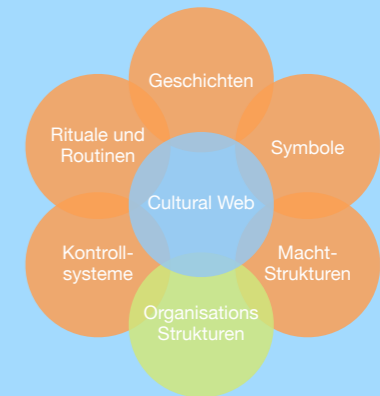 Geschichten
Rituale und
Routinen
Symbole
Cultural Web
Kontroll-
systeme
Macht-
Strukturen
Organisations
Strukturen